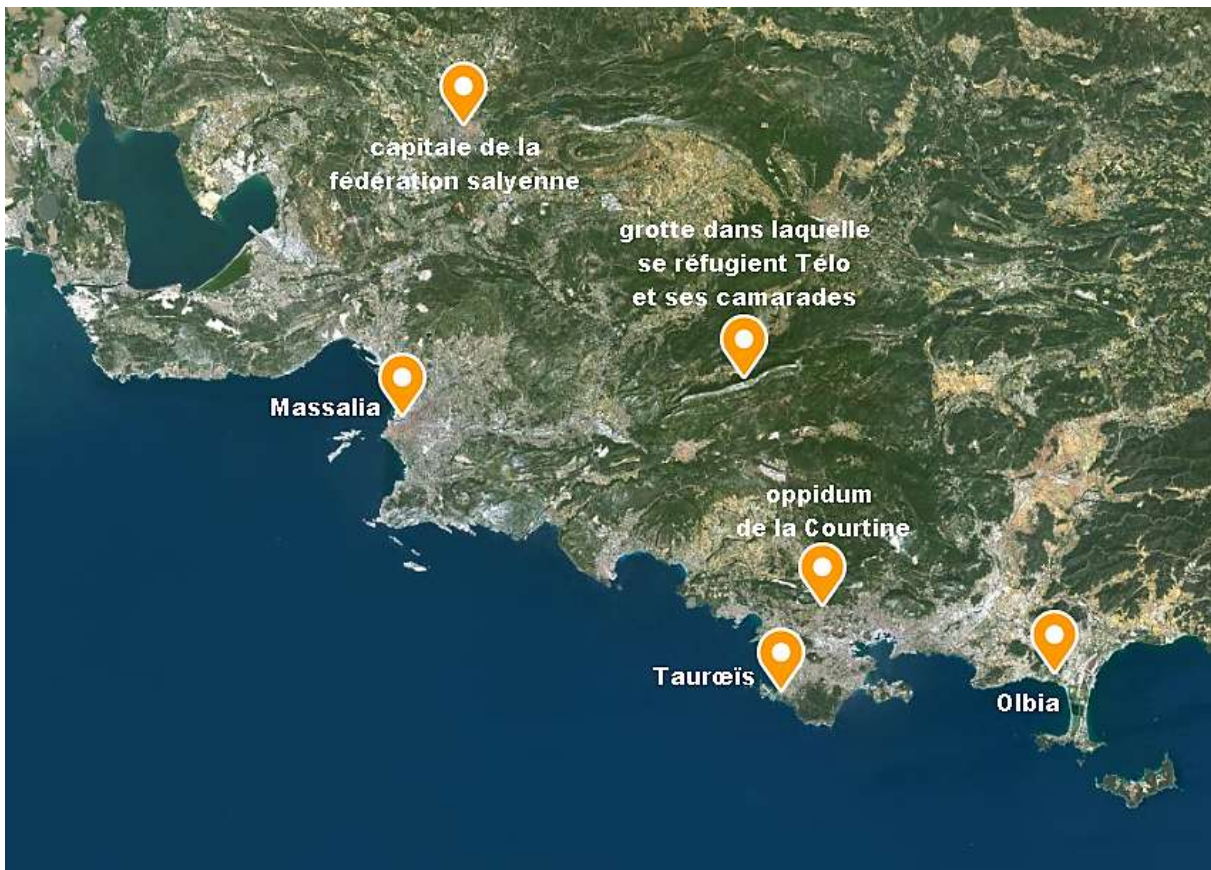 capitale de la
fédération salyenne
grotte dans laquelle
se réfugient Télo
et ses camarades
Massalia
oppidum
de la Courtine
Taurœïs
Olbia